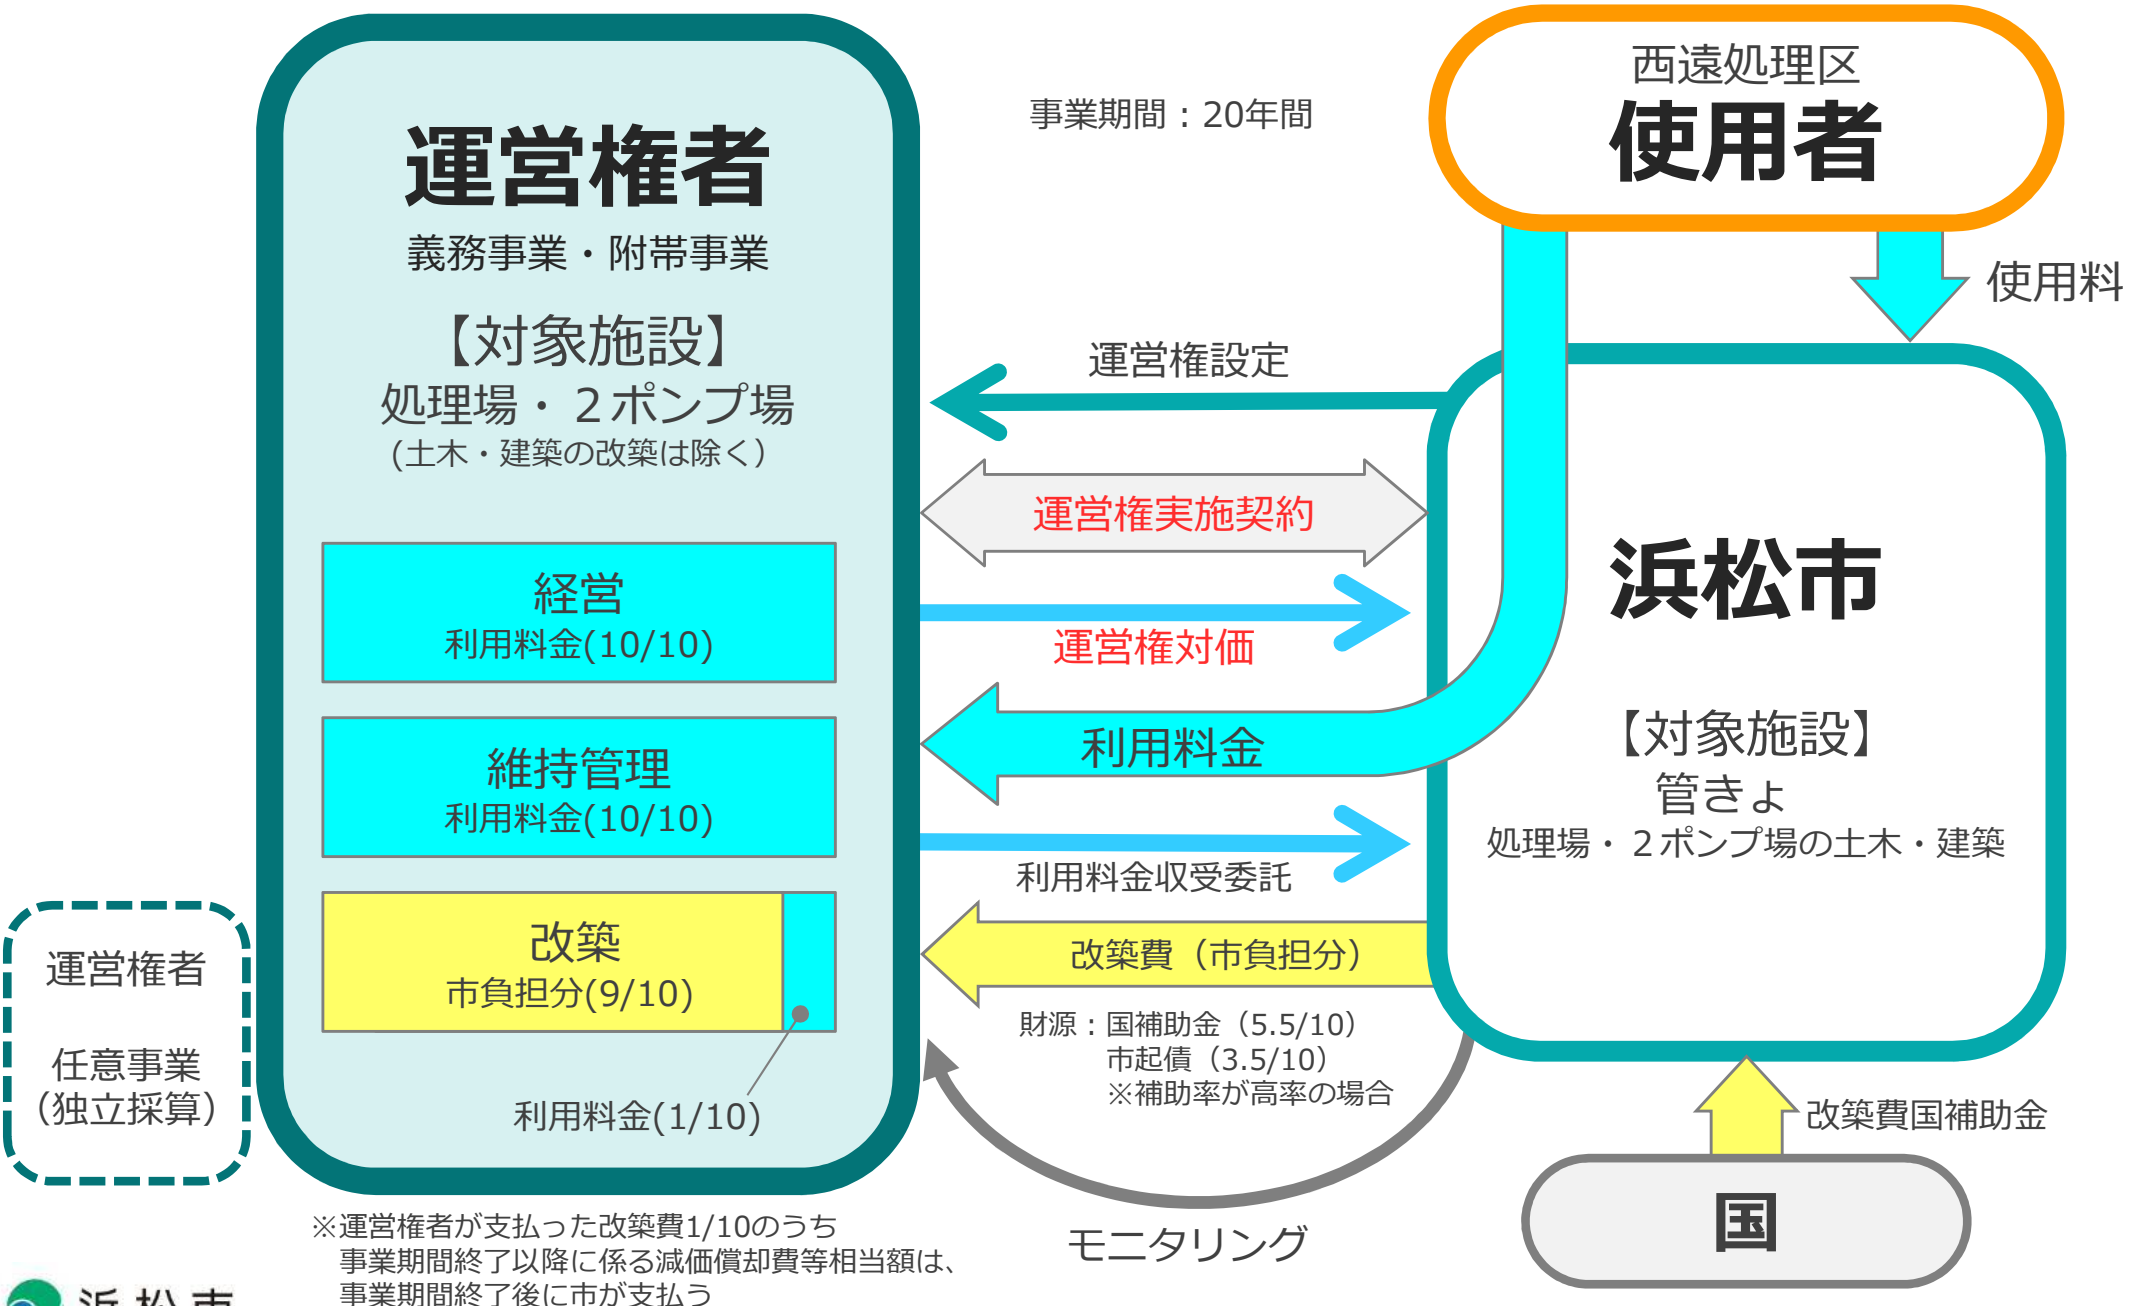 運営権者
義務事業・附帯事業
【対象施設】
処理場・２ポンプ場
(土木・建築の改築は除く）
経営
利用料金(10/10)
維持管理
利用料金(10/10)
改築
市負担分(9/10)
利用料金(1/10)
運営権者
任意事業
（独立採算）
※運営権者が支払った改築費1/10のうち
事業期間終了以降に係る減価償却費等相当額は、
事業期間終了後に市が支払う
浜松市
事業期間：20年間
運営権設定
運営権実施契約
運営権対価
利用料金
利用料金収受委託
改築費（市負担分）
財源：国補助金（5.5/10）
市起債（3.5/10）
※補助率が高率の場合
モニタリング
西遠処理区
使用者
使用料
浜松市
【対象施設】
管きょ
処理場・２ポンプ場の土木・建築
改築費国補助金
国